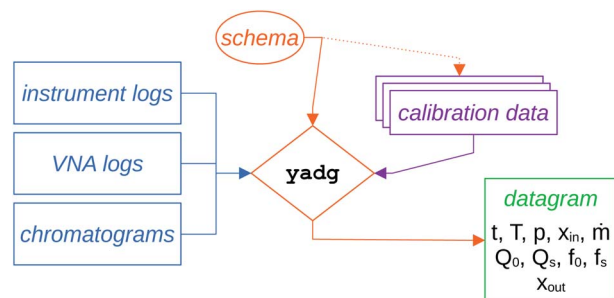 schema
instrument logs
VNA logs
chromatograms
calibration data
yadg
datagram
t, T, p, xᵢₙ, ṁ
Q₀, Qₛ, f₀, fₛ
xₒᵤₜ